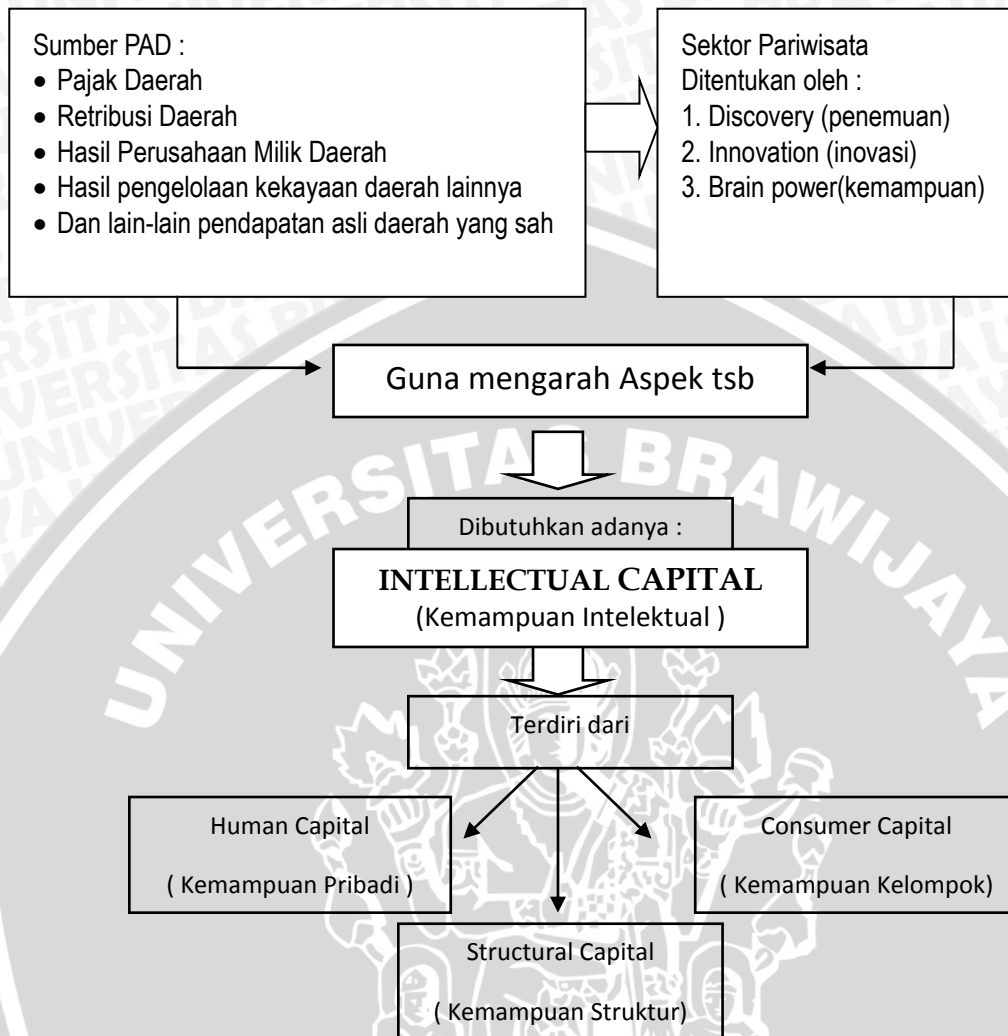 Sumber PAD :
• Pajak Daerah
• Retribusi Daerah
• Hasil Perusahaan Milik Daerah
• Hasil pengelolaan kekayaan daerah lainnya
• Dan lain-lain pendapatan asli daerah yang sah
Sektor Pariwisata
Ditentukan oleh :
1. Discovery (penemuan)
2. Innovation (inovasi)
3. Brain power(kemampuan)
Guna mengarah Aspek tsb
Dibutuhkan adanya :
INTELLECTUAL CAPITAL
(Kemampuan Intelektual )
Terdiri dari
Human Capital
( Kemampuan Pribadi )
Consumer Capital
( Kemampuan Kelompok)
Structural Capital
( Kemampuan Struktur)
UNIVERSITAS BRAWIJAYA